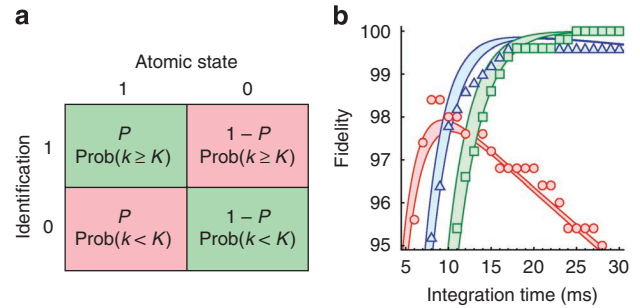 a
Atomic state
1 0
Identification
1
P
Prob(k ≥ K)
1 – P
Prob(k ≥ K)
0
P
Prob(k < K)
1 – P
Prob(k < K)
b
Fidelity
100
99
98
97
96
95
5 10 15 20 25 30
Integration time (ms)